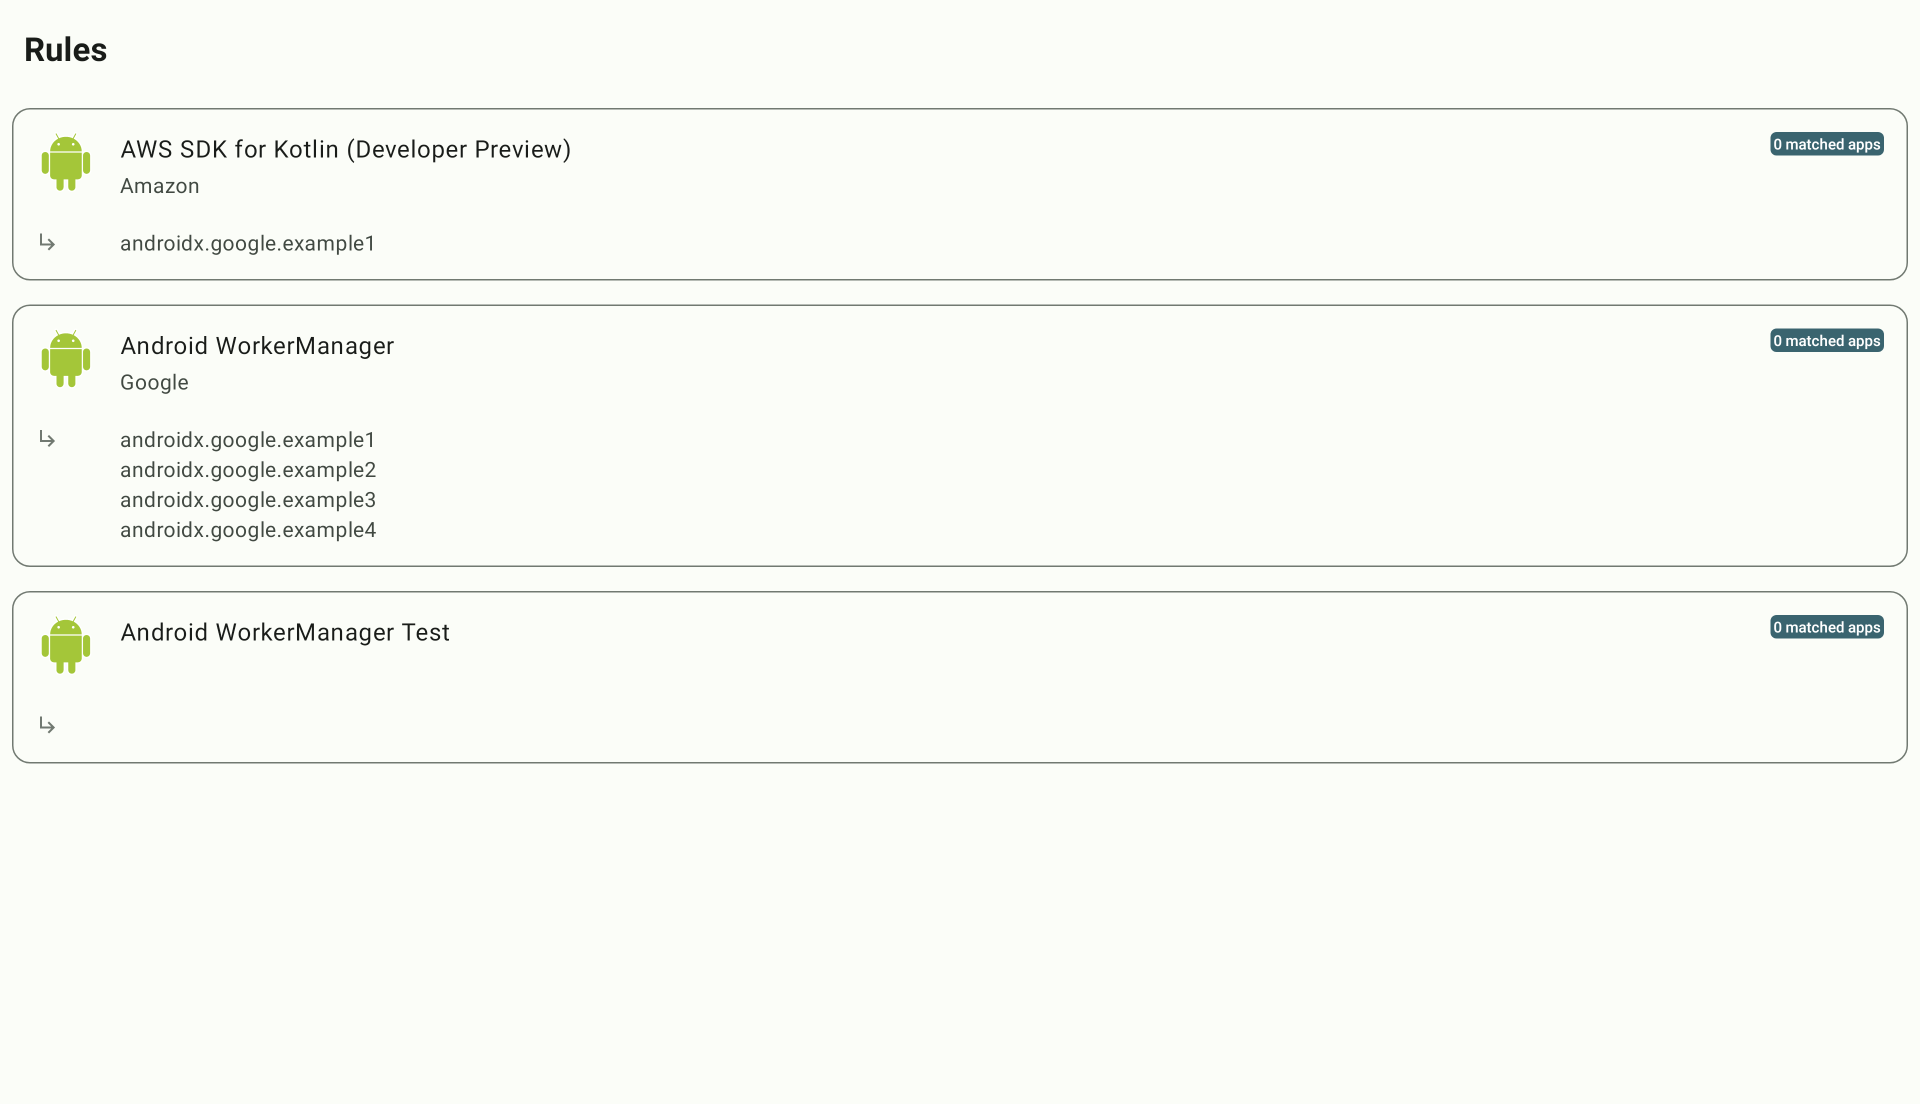 Rules
AWS SDK for Kotlin (Developer Preview)
0 matched apps
Amazon
androidx.google.example1
Android WorkerManager
0 matched apps
Google
androidx.google.example1
androidx.google.example2
androidx.google.example3
androidx.google.example4
Android WorkerManager Test
0 matched apps